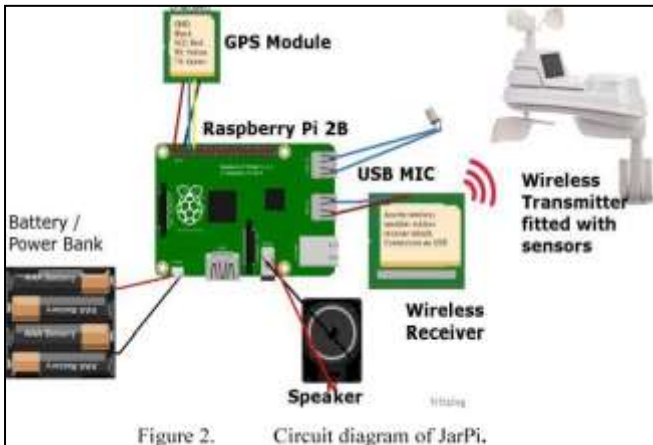 GPS Module
Raspberry Pi 2B
USB MIC
Wireless
Transmitter
fitted with
sensors
Battery /
Power Bank
Wireless
Receiver
Speaker
fritzing
Figure 2. Circuit diagram of JarPi.